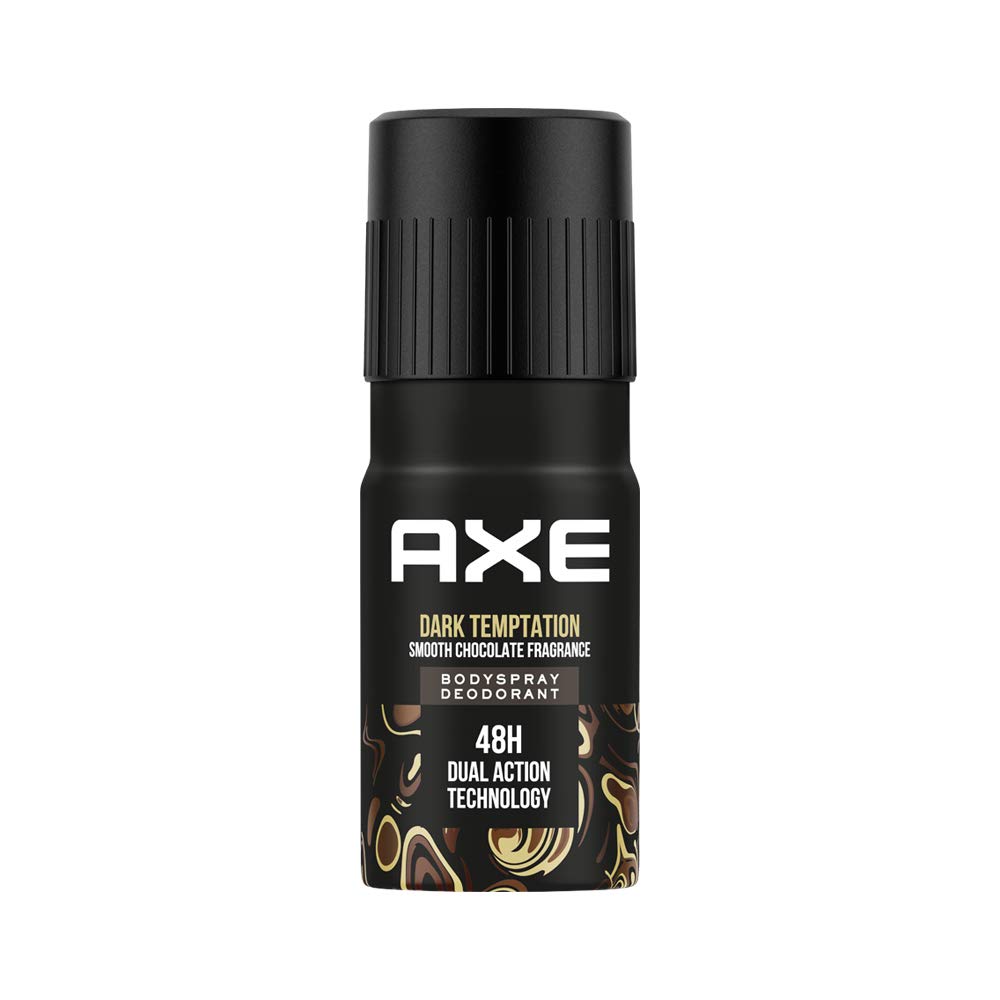 AXE
DARK TEMPTATION
SMOOTH CHOCOLATE FRAGRANCE
BODYSPRAY
DEODORANT
48H
DUAL ACTION
TECHNOLOGY